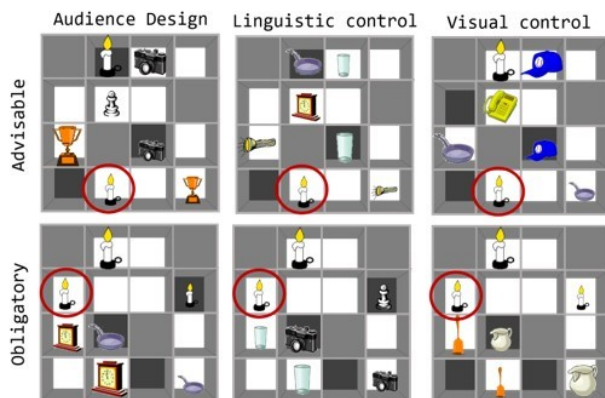 Audience Design
Linguistic control
Visual control
Advisable
Obligatory